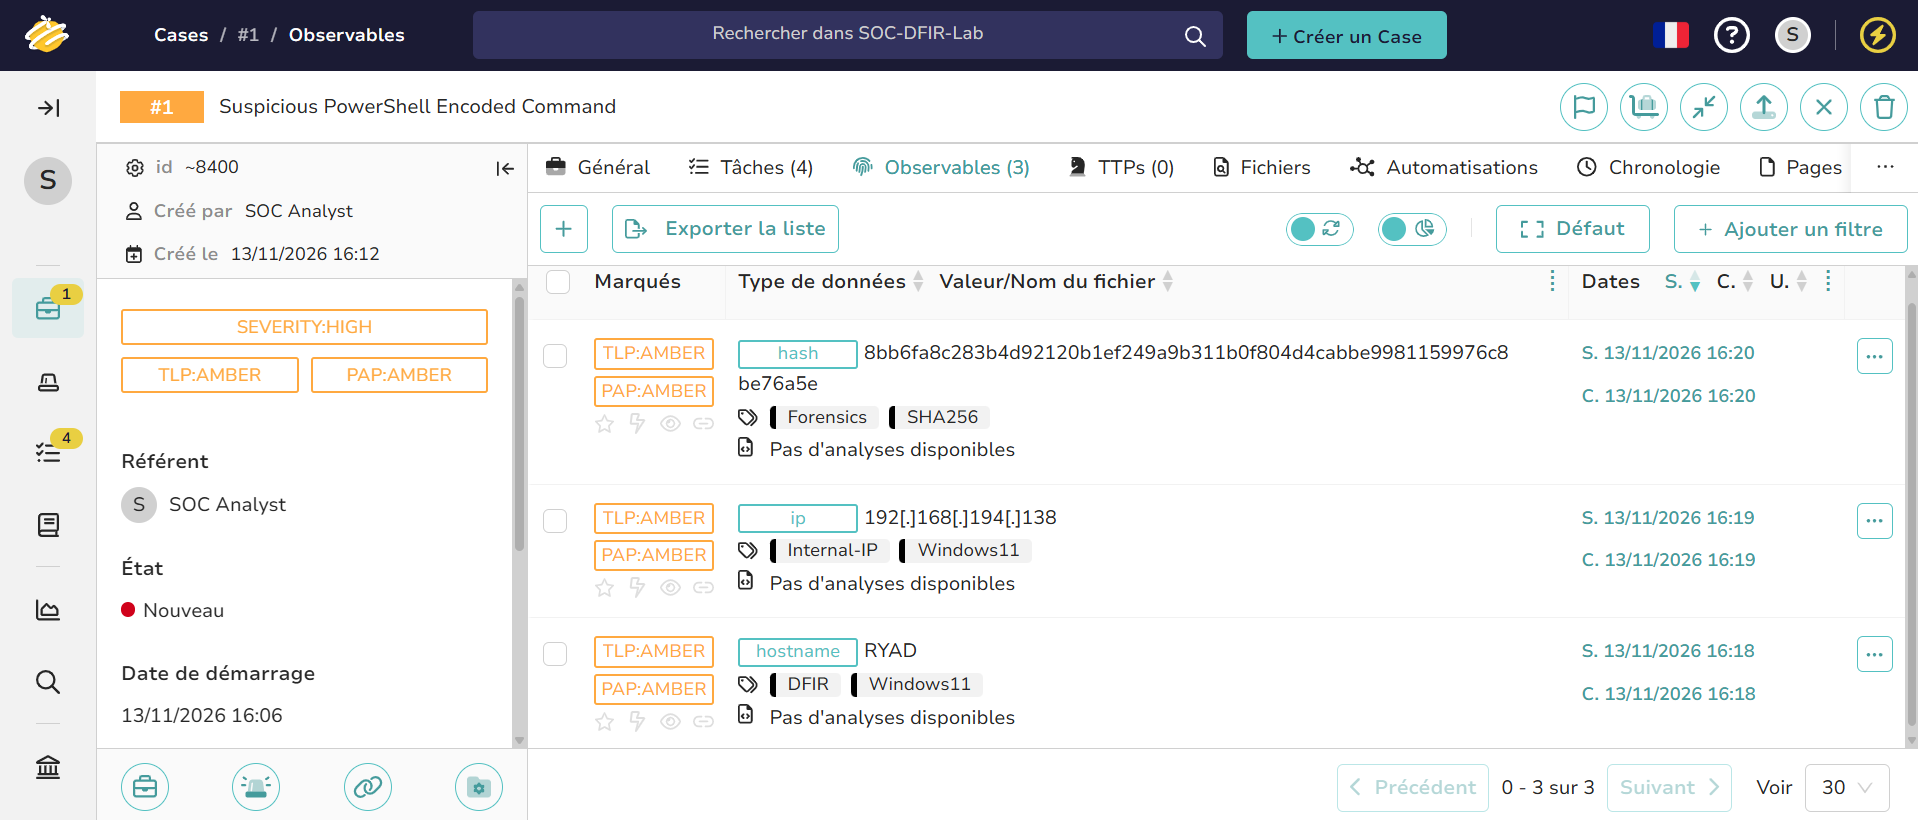 Cases / #1 / Observables
Rechercher dans SOC-DFIR-Lab
+ Créer un Case
?
S
#1 Suspicious PowerShell Encoded Command
S
1
4
id ~8400
Créé par SOC Analyst
Créé le 13/11/2026 16:12
SEVERITY:HIGH
TLP:AMBER PAP:AMBER
Référent
S SOC Analyst
État
Nouveau
Date de démarrage
13/11/2026 16:06
Général Tâches (4) Observables (3) TTPs (0) Fichiers Automatisations Chronologie Pages ...
+ Exporter la liste Défaut + Ajouter un filtre
Marqués Type de données Valeur/Nom du fichier Dates S. C. U.
TLP:AMBER
PAP:AMBER
hash 8bb6fa8c283b4d92120b1ef249a9b311b0f804d4cabbe9981159976c8
be76a5e
Forensics SHA256
Pas d'analyses disponibles
S. 13/11/2026 16:20
C. 13/11/2026 16:20
...
TLP:AMBER
PAP:AMBER
ip 192[.]168[.]194[.]138
Internal-IP Windows11
Pas d'analyses disponibles
S. 13/11/2026 16:19
C. 13/11/2026 16:19
...
TLP:AMBER
PAP:AMBER
hostname RYAD
DFIR Windows11
Pas d'analyses disponibles
S. 13/11/2026 16:18
C. 13/11/2026 16:18
...
Précédent 0 - 3 sur 3 Suivant Voir 30